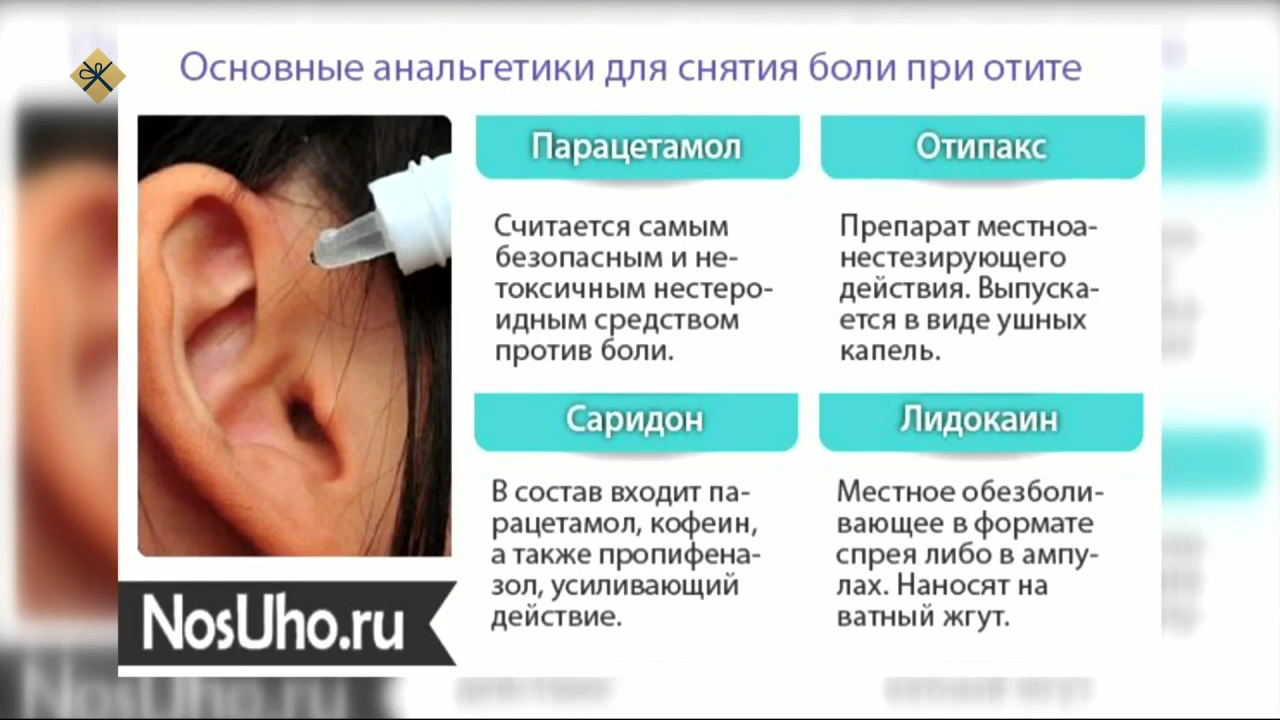 Основные анальгетики для снятия боли при отите
Парацетамол
Считается самым
безопасным и не-
токсичным нестеро-
идным средством
против боли.
Отипакс
Препарат местноа-
нестезирующего
действия. Выпуска-
ется в виде ушных
капель.
Саридон
В состав входит па-
рацетамол, кофеин,
а также пропифена-
зол, усиливающий
действие.
Лидокаин
Местное обезболи-
вающее в формате
спрея либо в ампу-
лах. Наносят на
ватный жгут.
NosUho.ru